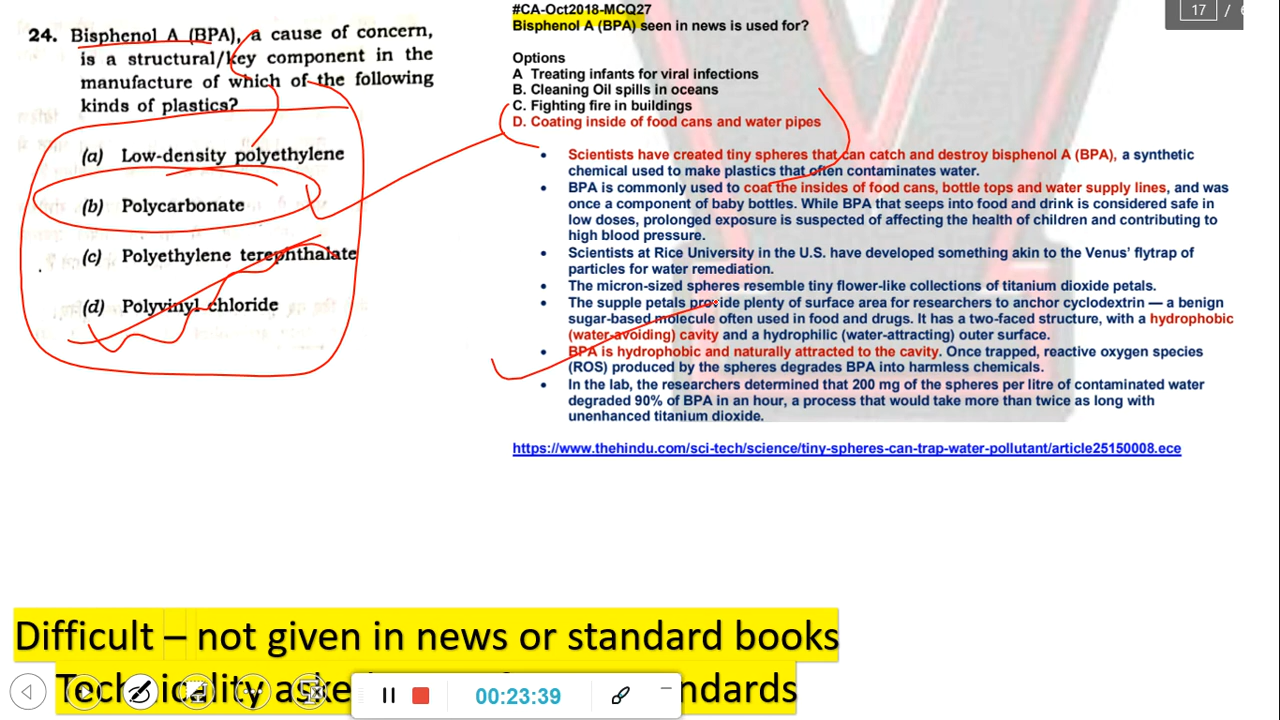 24. Bisphenol A (BPA), a cause of concern,
is a structural/key component in the
manufacture of which of the following
kinds of plastics?
(a) Low-density polyethylene
(b) Polycarbonate
(c) Polyethylene terephthalate
(d) Polyvinyl chloride
17 /
#CA-Oct2018-MCQ27
Bisphenol A (BPA) seen in news is used for?
Options
A Treating infants for viral infections
B. Cleaning Oil spills in oceans
C. Fighting fire in buildings
D. Coating inside of food cans and water pipes
• Scientists have created tiny spheres that can catch and destroy bisphenol A (BPA), a synthetic
chemical used to make plastics that often contaminates water.
• BPA is commonly used to coat the insides of food cans, bottle tops and water supply lines, and was
once a component of baby bottles. While BPA that seeps into food and drink is considered safe in
low doses, prolonged exposure is suspected of affecting the health of children and contributing to
high blood pressure.
• Scientists at Rice University in the U.S. have developed something akin to the Venus' flytrap of
particles for water remediation.
• The micron-sized spheres resemble tiny flower-like collections of titanium dioxide petals.
• The supple petals provide plenty of surface area for researchers to anchor cyclodextrin — a benign
sugar-based molecule often used in food and drugs. It has a two-faced structure, with a hydrophobic
(water-avoiding) cavity and a hydrophilic (water-attracting) outer surface.
• BPA is hydrophobic and naturally attracted to the cavity. Once trapped, reactive oxygen species
(ROS) produced by the spheres degrades BPA into harmless chemicals.
• In the lab, the researchers determined that 200 mg of the spheres per litre of contaminated water
degraded 90% of BPA in an hour, a process that would take more than twice as long with
unenhanced titanium dioxide.
https://www.thehindu.com/sci-tech/science/tiny-spheres-can-trap-water-pollutant/article25150008.ece
Difficult – not given in news or standard books
Technicality aske
00:23:39